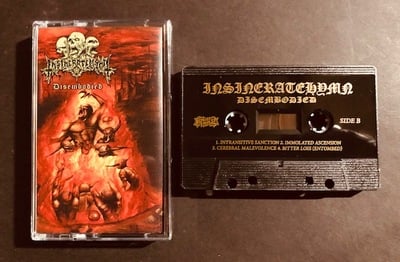 INSINERATEHYMN
Disembodied
INSINERATEHYMN
DISEMBODIED
SIDE B
1. INTRANSITIVE SANCTION 2. IMMOLATED ASCENSION
3. CEREBRAL MALEVOLENCE 4. BITTER LOSS (ENTOMBED)